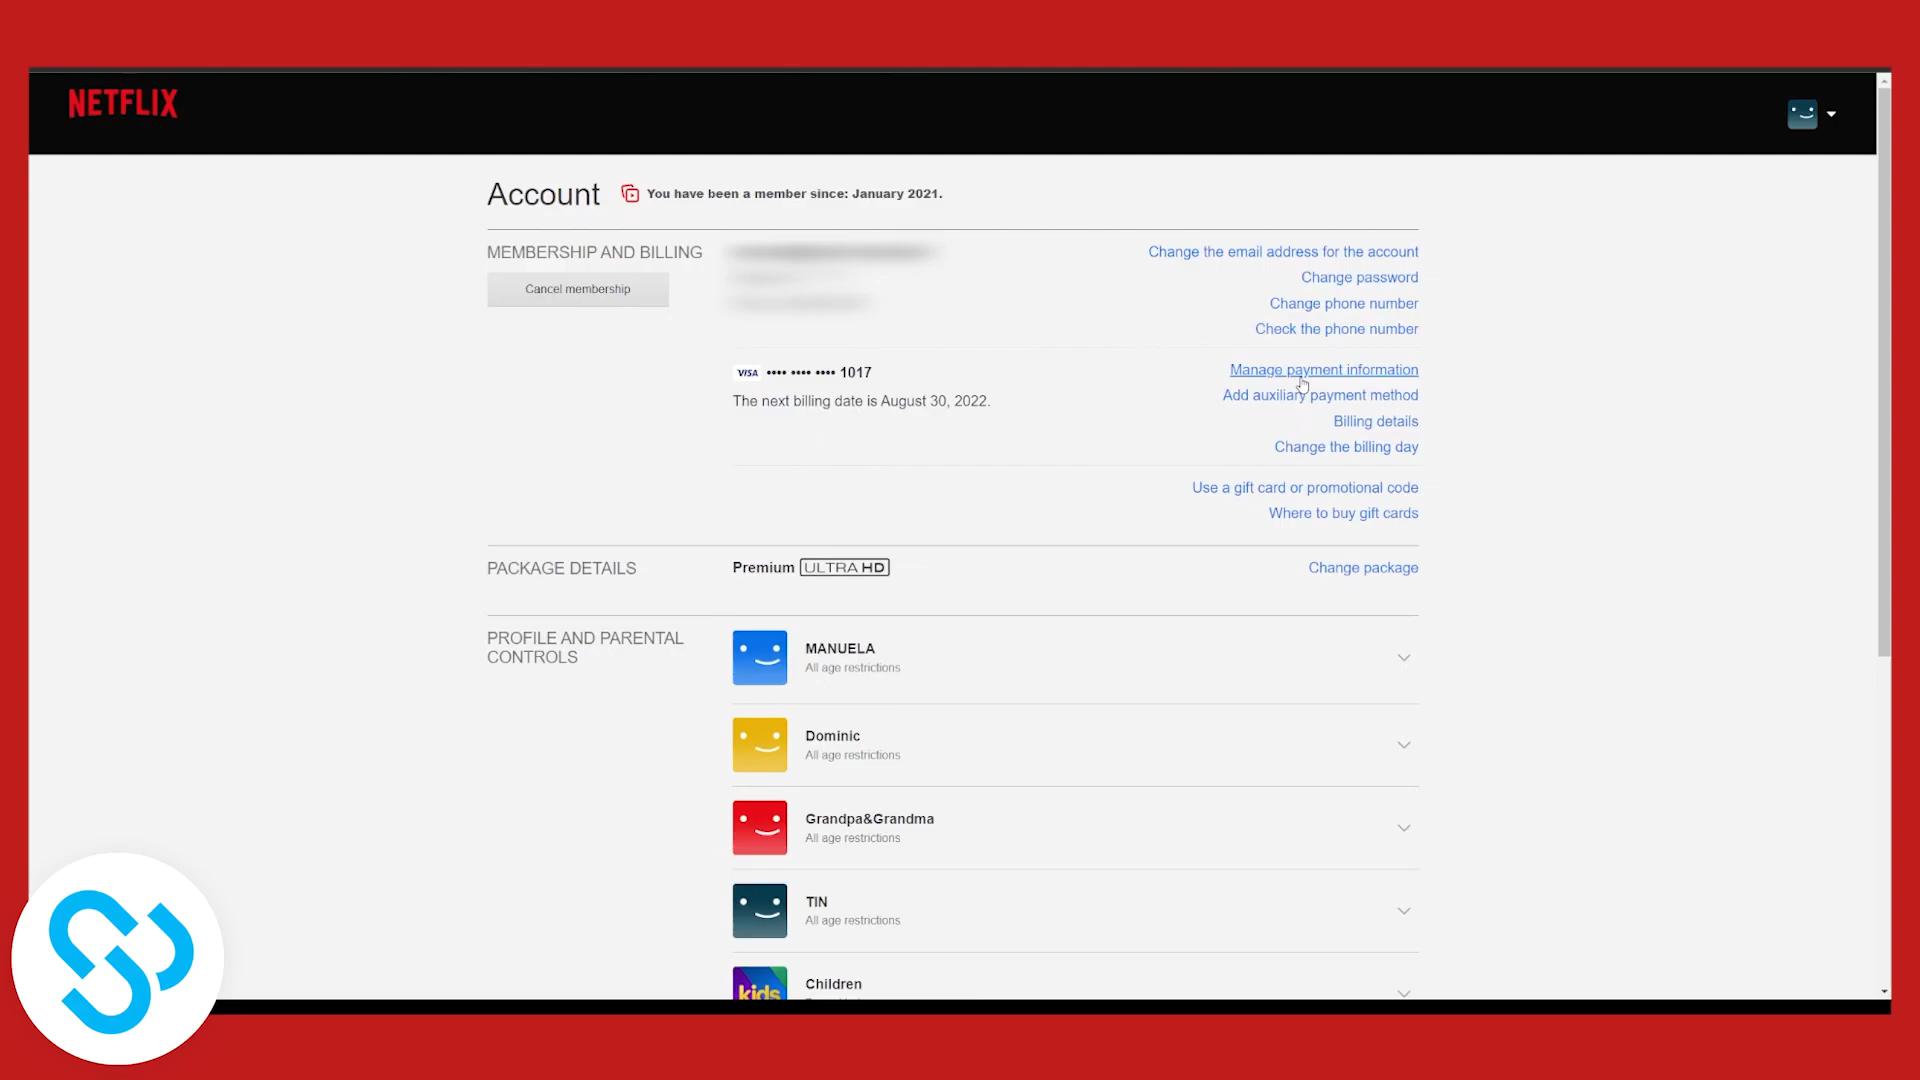 NETFLIX
Account
You have been a member since: January 2021.
MEMBERSHIP AND BILLING
Cancel membership
Change the email address for the account
Change password
Change phone number
Check the phone number
VISA •••• •••• •••• 1017
The next billing date is August 30, 2022.
Manage payment information
Add auxiliary payment method
Billing details
Change the billing day
Use a gift card or promotional code
Where to buy gift cards
PACKAGE DETAILS
Premium ULTRA HD
Change package
PROFILE AND PARENTAL
CONTROLS
MANUELA
All age restrictions
Dominic
All age restrictions
Grandpa&Grandma
All age restrictions
TIN
All age restrictions
kids
Children